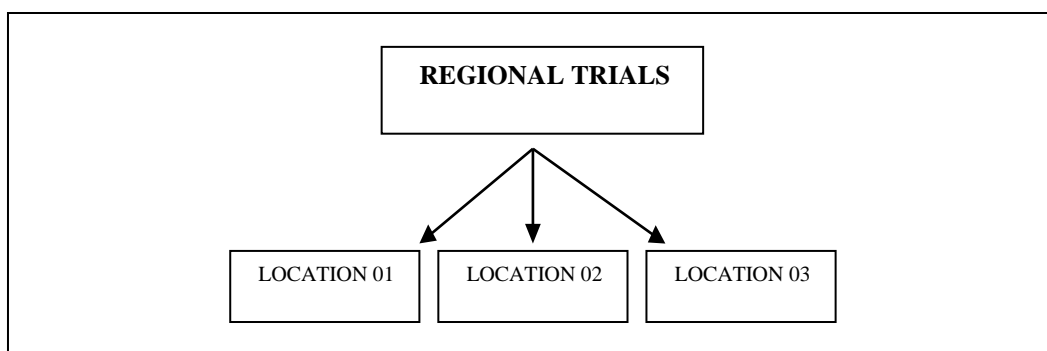 REGIONAL TRIALS
LOCATION 01
LOCATION 02
LOCATION 03